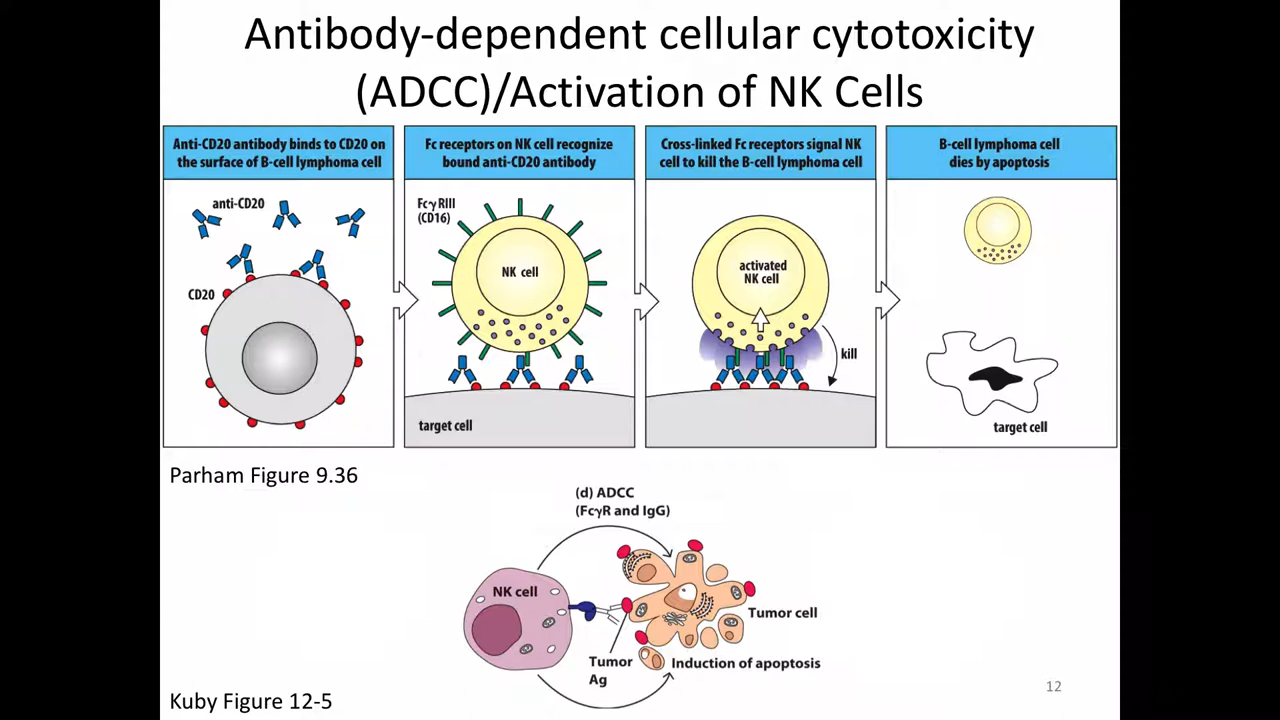 Antibody-dependent cellular cytotoxicity
(ADCC)/Activation of NK Cells
Anti-CD20 antibody binds to CD20 on
the surface of B-cell lymphoma cell
anti-CD20
CD20
Fc receptors on NK cell recognize
bound anti-CD20 antibody
FcγRIII
(CD16)
NK cell
target cell
Cross-linked Fc receptors signal NK
cell to kill the B-cell lymphoma cell
activated
NK cell
kill
B-cell lymphoma cell
dies by apoptosis
target cell
Parham Figure 9.36
(d) ADCC
(FcγR and IgG)
NK cell
Tumor cell
Tumor
Ag
Induction of apoptosis
Kuby Figure 12-5
12